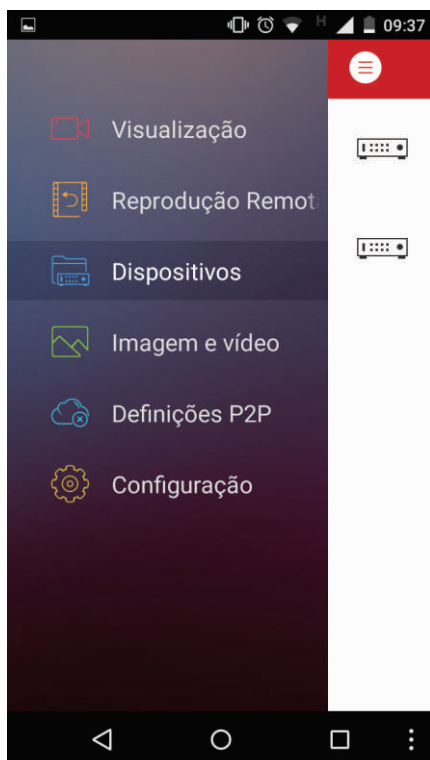 H 09:37
Visualização
Reprodução Remot
Dispositivos
Imagem e vídeo
Definições P2P
Configuração